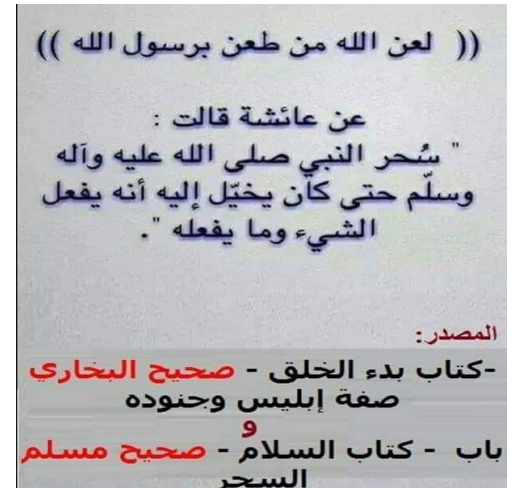 (( لعن الله من طعن برسول الله ))
عن عائشة قالت :
" سُحر النبي صلى الله عليه وآله
وسلّم حتى كان يخيّل إليه أنه يفعل
الشيء وما يفعله ".
المصدر:
-كتاب بدء الخلق - صحيح البخاري
صفة إبليس وجنوده
و
باب - كتاب السلام - صحيح مسلم
السحر